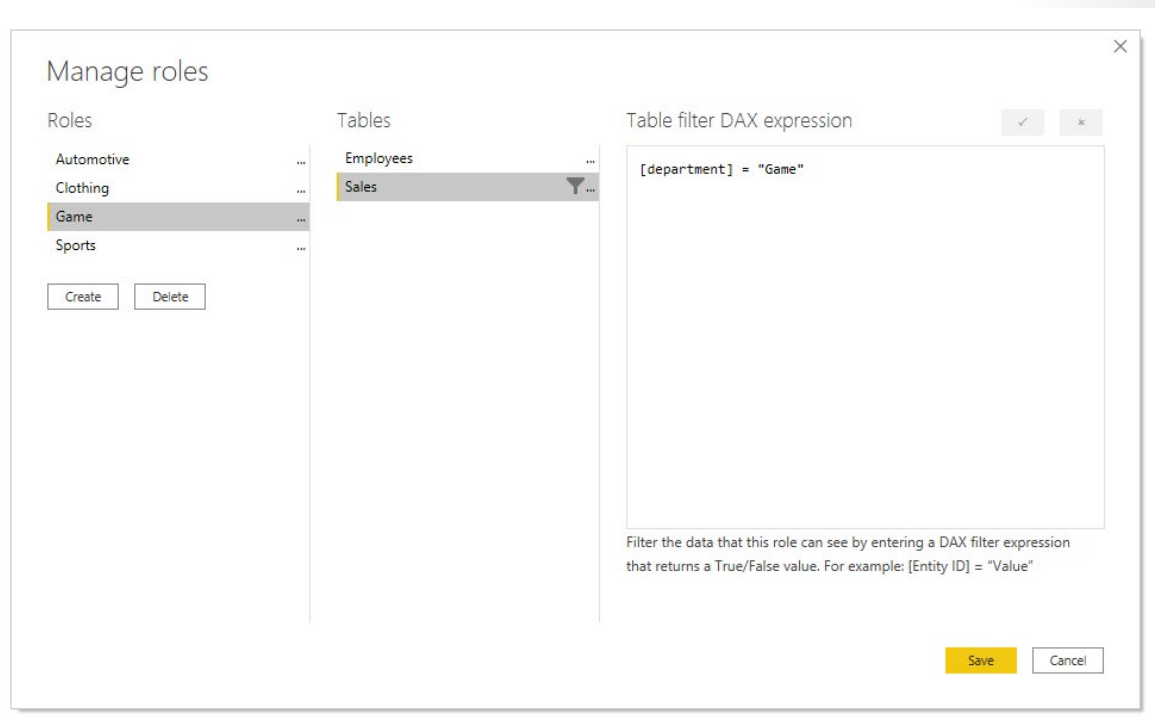 Manage roles
Roles
Automotive ...
Clothing ...
Game ...
Sports ...
Create Delete
Tables
Employees ...
Sales ...
Table filter DAX expression
[department] = "Game"
Filter the data that this role can see by entering a DAX filter expression
that returns a True/False value. For example: [Entity ID] = “Value”
Save Cancel